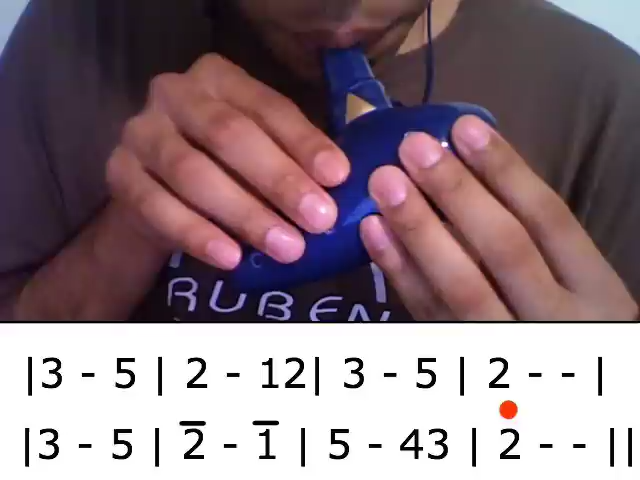 RUBEN
|3 - 5 | 2 - 12| 3 - 5 | 2 - - |
|3 - 5 | 2̅ - 1̅ | 5 - 43 | 2 - - ||